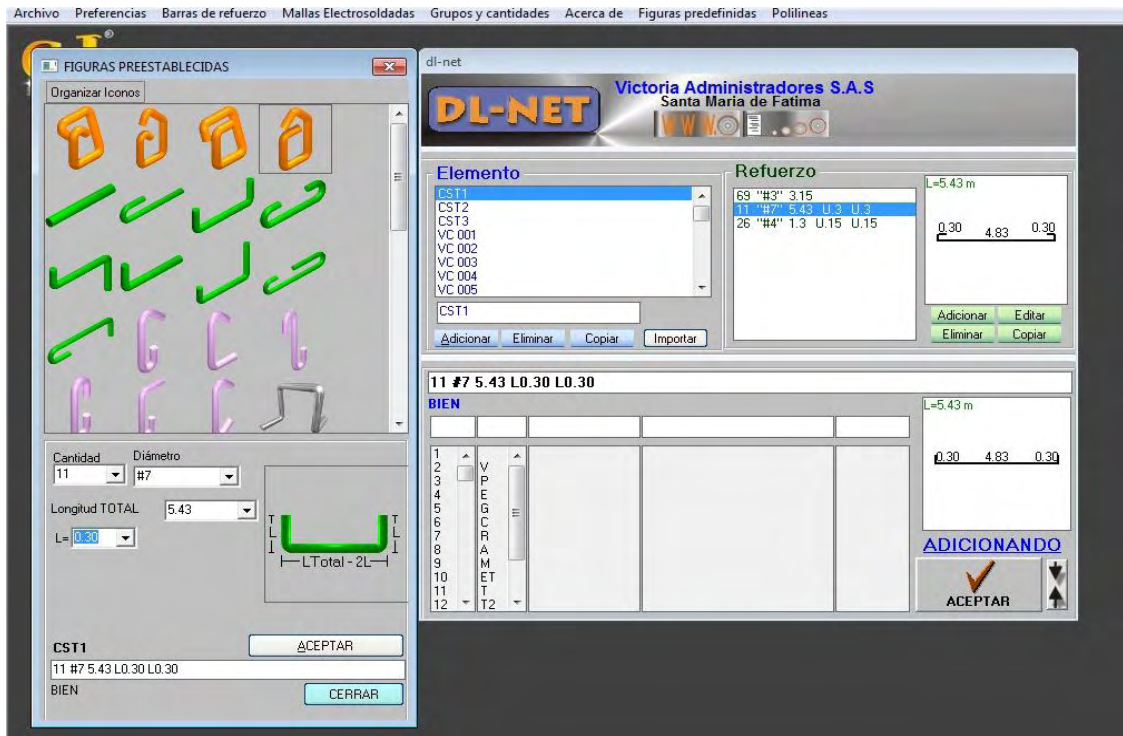 Archivo Preferencias Barras de refuerzo Mallas Electrosoldadas Grupos y cantidades Acerca de Figuras predefinidas Polilineas
FIGURAS PREESTABLECIDAS
Organizar Iconos
Cantidad Diámetro
11 #7
Longitud TOTAL 5.43
L= 0.30
T L T L
LTotal - 2L
CST1 ACEPTAR
11 #7 5.43 L0.30 L0.30
BIEN CERRAR
dl-net
DL-NET
Victoria Administradores S.A.S
Santa Maria de Fatima
Elemento
CST1
CST2
CST3
VC 001
VC 002
VC 003
VC 004
VC 005
CST1
Adicionar Eliminar Copiar Importar
Refuerzo
69 "#3" 3.15
11 "#7" 5.43 U.3 U.3
26 "#4" 1.3 U.15 U.15
L=5.43 m
0.30 4.83 0.30
Adicionar Editar
Eliminar Copiar
11 #7 5.43 L0.30 L0.30
BIEN
1
2 V
3 P
4 E
5 G
6 C
7 R
8 A
9 M
10 ET
11 T
12 T2
L=5.43 m
0.30 4.83 0.30
ADICIONANDO
ACEPTAR